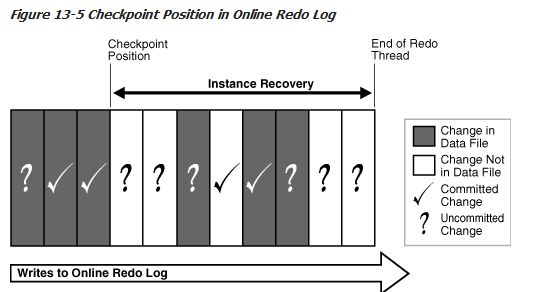 Figure 13-5 Checkpoint Position in Online Redo Log
Checkpoint
Position
End of Redo
Thread
Instance Recovery
? ✓ ✓ ? ? ? ✓ ✓ ? ? ?
Change in
Data File
Change Not
in Data File
✓ Committed
Change
? Uncommitted
Change
Writes to Online Redo Log